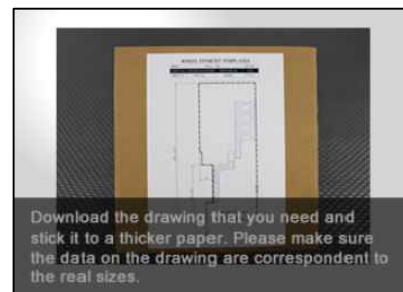 Download the drawing that you need and
stick it to a thicker paper. Please make sure
the data on the drawing are correspondent to
the real sizes.